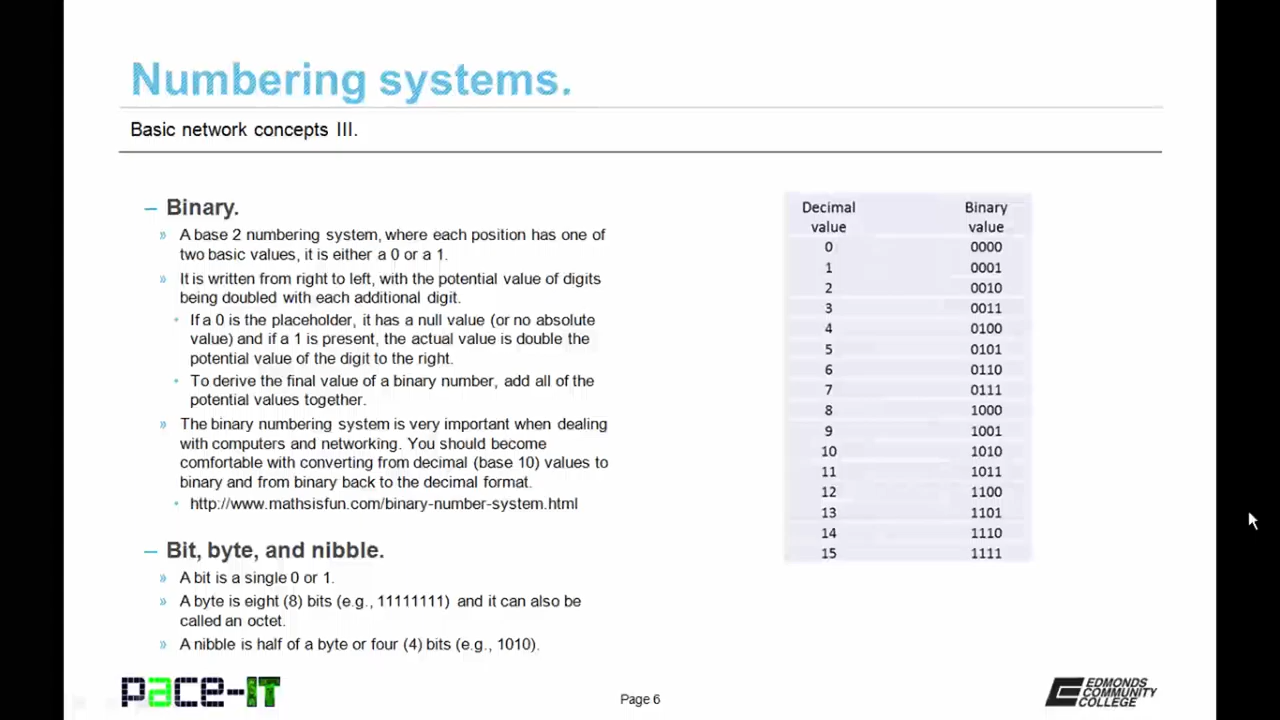 Numbering systems.
Basic network concepts III.
– Binary.
» A base 2 numbering system, where each position has one of
two basic values, it is either a 0 or a 1.
» It is written from right to left, with the potential value of digits
being doubled with each additional digit.
• If a 0 is the placeholder, it has a null value (or no absolute
value) and if a 1 is present, the actual value is double the
potential value of the digit to the right.
• To derive the final value of a binary number, add all of the
potential values together.
» The binary numbering system is very important when dealing
with computers and networking. You should become
comfortable with converting from decimal (base 10) values to
binary and from binary back to the decimal format.
• http://www.mathsisfun.com/binary-number-system.html
– Bit, byte, and nibble.
» A bit is a single 0 or 1.
» A byte is eight (8) bits (e.g., 11111111) and it can also be
called an octet.
» A nibble is half of a byte or four (4) bits (e.g., 1010).
Decimal Binary
value value
0 0000
1 0001
2 0010
3 0011
4 0100
5 0101
6 0110
7 0111
8 1000
9 1001
10 1010
11 1011
12 1100
13 1101
14 1110
15 1111
pace-IT
Page 6
EDMONDS
COMMUNITY
COLLEGE